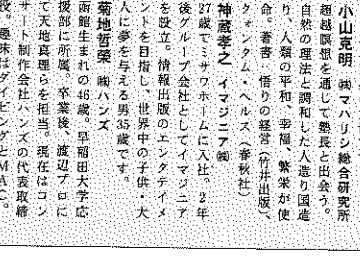 小山克明　㈱マハリシ総合研究所
超越瞑想を通じて塾長と出会う。
自然の理法と調和した人造り国造
り、人類の平和、幸福、繁栄が使
命。著書「悟りの経営」（竹井出版）、
クォンタム・ヘルス」（春秋社）
神蔵孝之　イマジニア㈱
27歳でミサワホームに入社。2年
後グループ会社としてイマジニア
を設立。情報出版のエンタテイメ
ントを目指し、世界中の子供・大
人に夢を与える男35歳です。
菊地哲榮　㈱ハンズ
函館生まれの46歳。早稲田大学応
援部に所属、卒業後、渡辺プロに
て天地真理らを担当。現在はコン
サート制作会社ハンズの代表取締
役。趣味はダイビングとMAC。